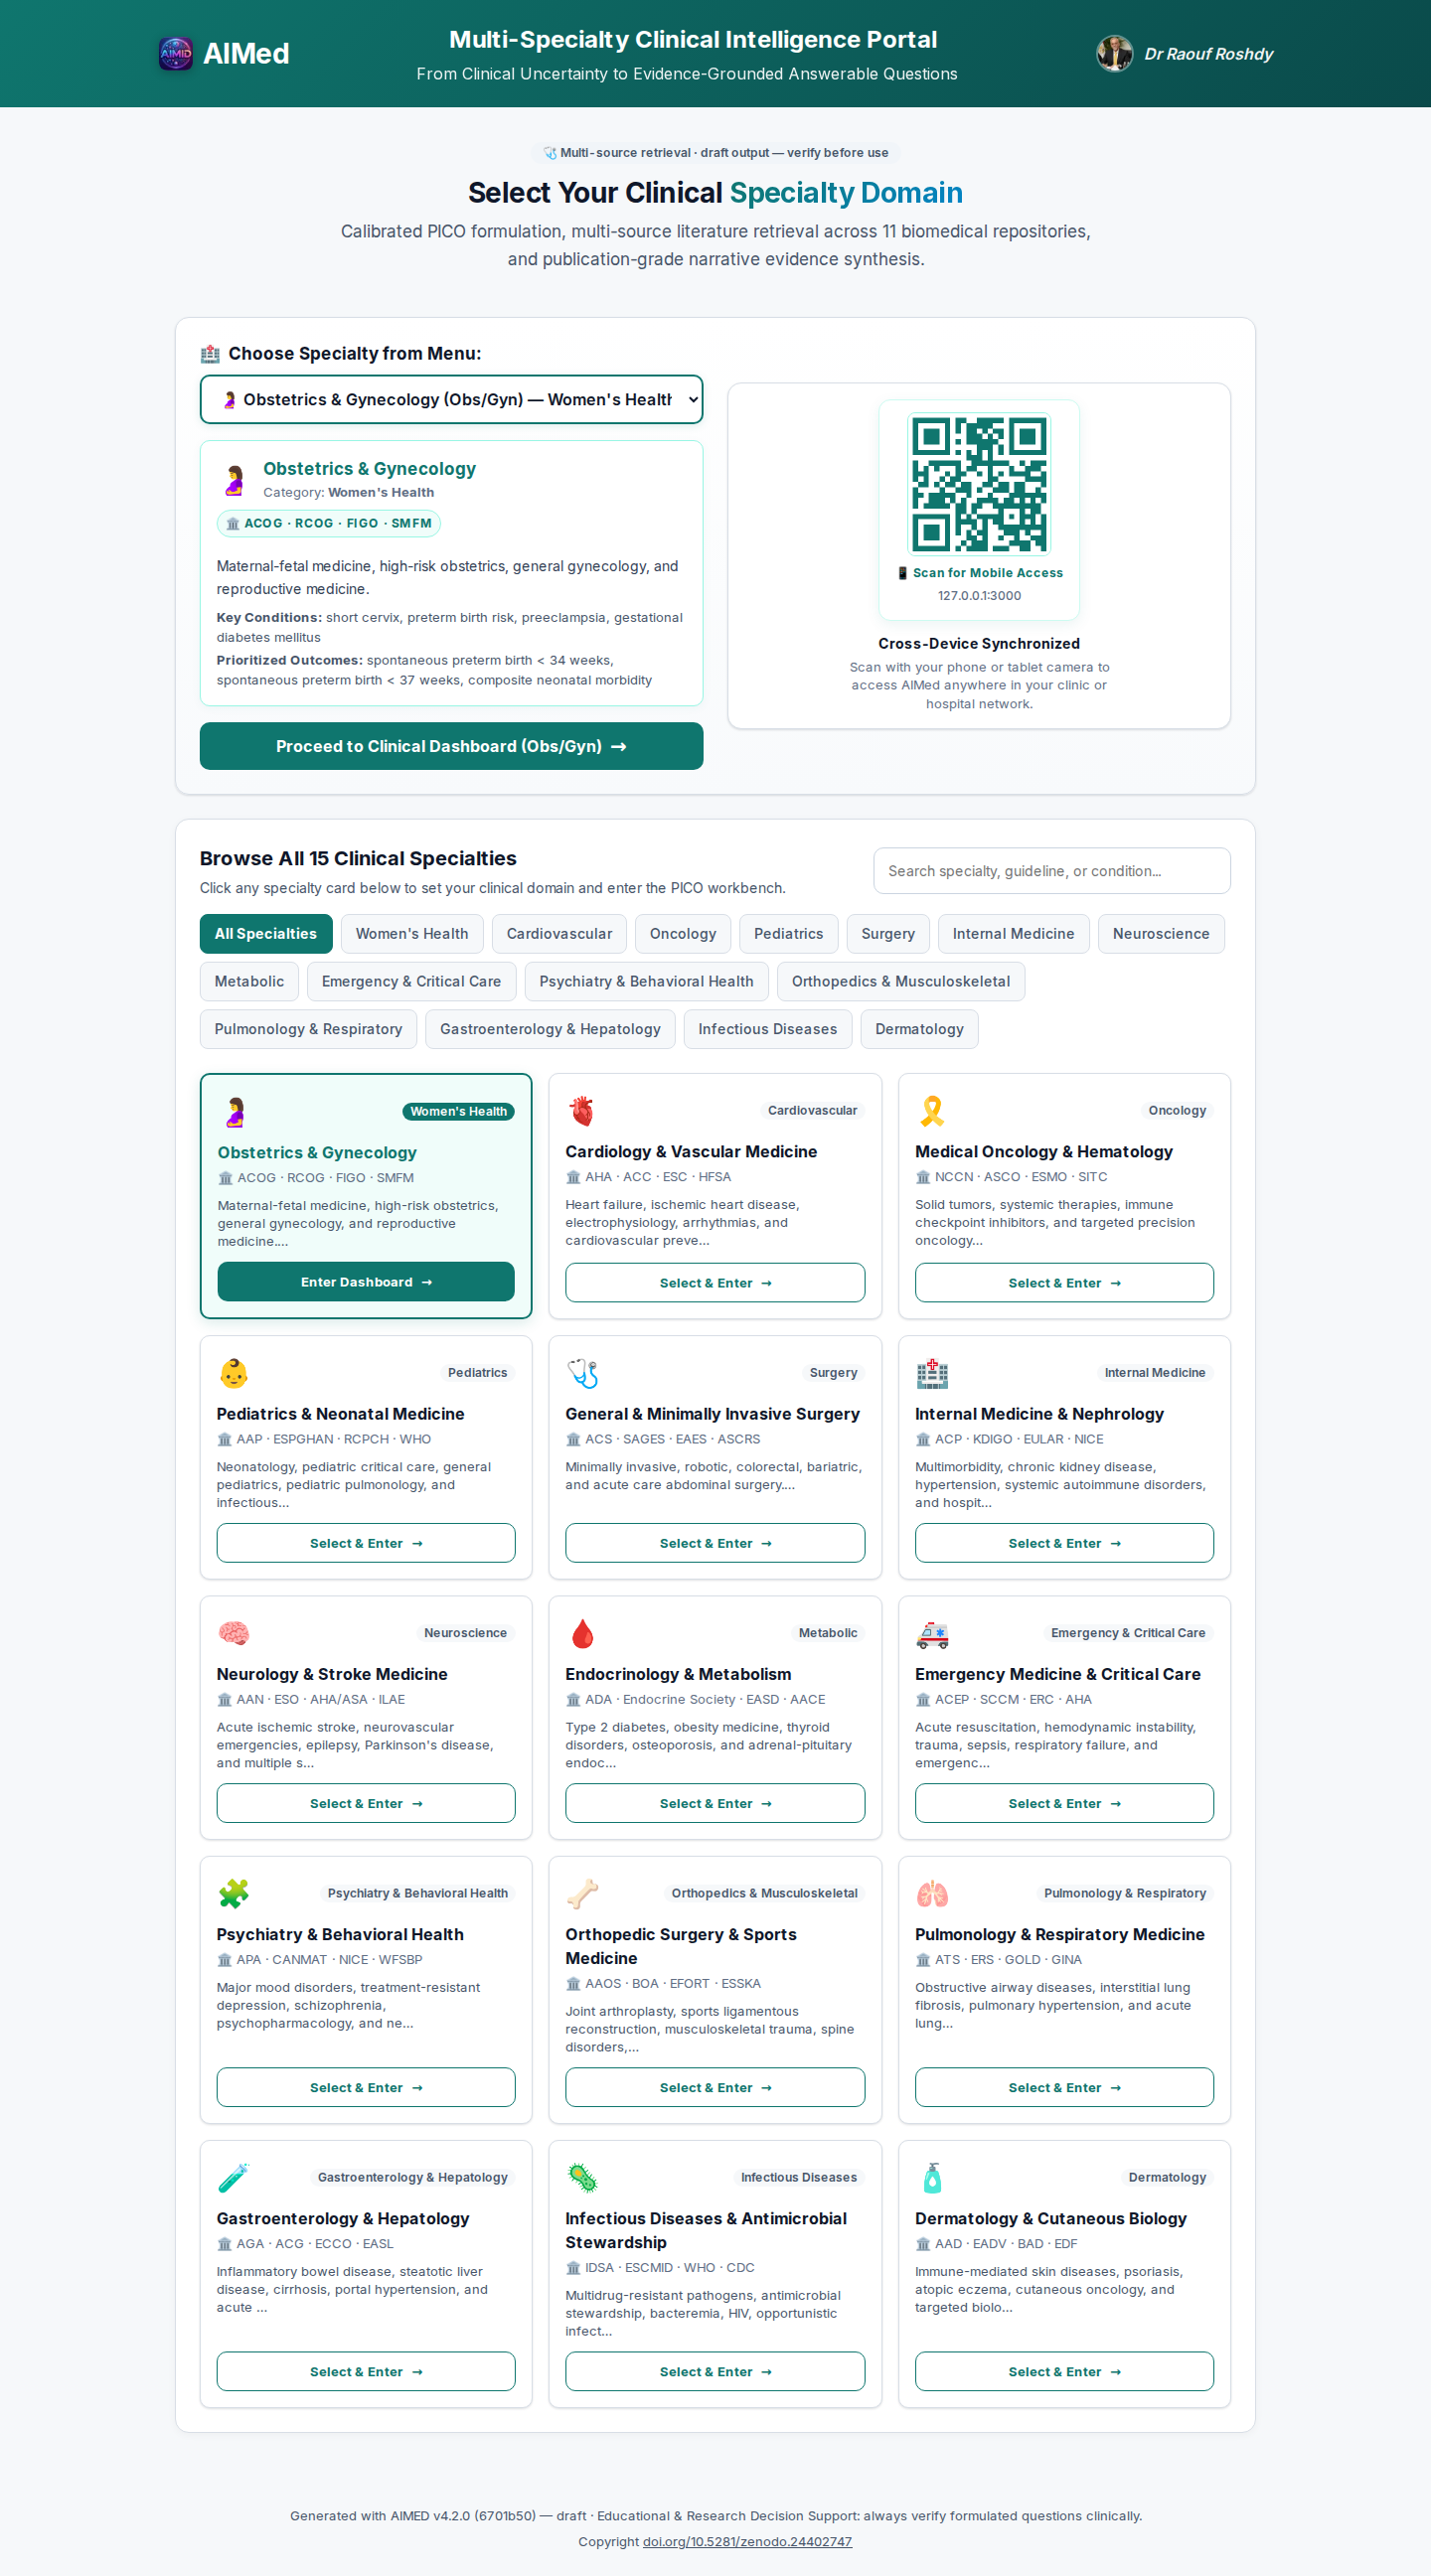 AIMed
Multi-Specialty Clinical Intelligence Portal
From Clinical Uncertainty to Evidence-Grounded Answerable Questions
Dr Raouf Roshdy
Multi-source retrieval · draft output — verify before use
Select Your Clinical Specialty Domain
Calibrated PICO formulation, multi-source literature retrieval across 11 biomedical repositories,
and publication-grade narrative evidence synthesis.
Choose Specialty from Menu:
Obstetrics & Gynecology (Obs/Gyn) — Women's Healt
Obstetrics & Gynecology
Category: Women's Health
ACOG · RCOG · FIGO · SMFM
Maternal-fetal medicine, high-risk obstetrics, general gynecology, and
reproductive medicine.
Key Conditions: short cervix, preterm birth risk, preeclampsia, gestational
diabetes mellitus
Prioritized Outcomes: spontaneous preterm birth < 34 weeks,
spontaneous preterm birth < 37 weeks, composite neonatal morbidity
Proceed to Clinical Dashboard (Obs/Gyn) →
Scan for Mobile Access
127.0.0.1:3000
Cross-Device Synchronized
Scan with your phone or tablet camera to
access AIMed anywhere in your clinic or
hospital network.
Browse All 15 Clinical Specialties
Click any specialty card below to set your clinical domain and enter the PICO workbench.
Search specialty, guideline, or condition...
All Specialties
Women's Health
Cardiovascular
Oncology
Pediatrics
Surgery
Internal Medicine
Neuroscience
Metabolic
Emergency & Critical Care
Psychiatry & Behavioral Health
Orthopedics & Musculoskeletal
Pulmonology & Respiratory
Gastroenterology & Hepatology
Infectious Diseases
Dermatology
Women's Health
Obstetrics & Gynecology
ACOG · RCOG · FIGO · SMFM
Maternal-fetal medicine, high-risk obstetrics,
general gynecology, and reproductive
medicine....
Enter Dashboard →
Cardiovascular
Cardiology & Vascular Medicine
AHA · ACC · ESC · HFSA
Heart failure, ischemic heart disease,
electrophysiology, arrhythmias, and
cardiovascular preve...
Select & Enter →
Oncology
Medical Oncology & Hematology
NCCN · ASCO · ESMO · SITC
Solid tumors, systemic therapies, immune
checkpoint inhibitors, and targeted precision
oncology...
Select & Enter →
Pediatrics
Pediatrics & Neonatal Medicine
AAP · ESPGHAN · RCPCH · WHO
Neonatology, pediatric critical care, general
pediatrics, pediatric pulmonology, and
infectious...
Select & Enter →
Surgery
General & Minimally Invasive Surgery
ACS · SAGES · EAES · ASCRS
Minimally invasive, robotic, colorectal, bariatric,
and acute care abdominal surgery....
Select & Enter →
Internal Medicine
Internal Medicine & Nephrology
ACP · KDIGO · EULAR · NICE
Multimorbidity, chronic kidney disease,
hypertension, systemic autoimmune disorders,
and hospit...
Select & Enter →
Neuroscience
Neurology & Stroke Medicine
AAN · ESO · AHA/ASA · ILAE
Acute ischemic stroke, neurovascular
emergencies, epilepsy, Parkinson's disease,
and multiple s...
Select & Enter →
Metabolic
Endocrinology & Metabolism
ADA · Endocrine Society · EASD · AACE
Type 2 diabetes, obesity medicine, thyroid
disorders, osteoporosis, and adrenal-pituitary
endoc...
Select & Enter →
Emergency & Critical Care
Emergency Medicine & Critical Care
ACEP · SCCM · ERC · AHA
Acute resuscitation, hemodynamic instability,
trauma, sepsis, respiratory failure, and
emergenc...
Select & Enter →
Psychiatry & Behavioral Health
Psychiatry & Behavioral Health
APA · CANMAT · NICE · WFSBP
Major mood disorders, treatment-resistant
depression, schizophrenia,
psychopharmacology, and ne...
Select & Enter →
Orthopedics & Musculoskeletal
Orthopedic Surgery & Sports
Medicine
AAOS · BOA · EFORT · ESSKA
Joint arthroplasty, sports ligamentous
reconstruction, musculoskeletal trauma, spine
disorders,...
Select & Enter →
Pulmonology & Respiratory
Pulmonology & Respiratory Medicine
ATS · ERS · GOLD · GINA
Obstructive airway diseases, interstitial lung
fibrosis, pulmonary hypertension, and acute
lung...
Select & Enter →
Gastroenterology & Hepatology
Gastroenterology & Hepatology
AGA · ACG · ECCO · EASL
Inflammatory bowel disease, steatotic liver
disease, cirrhosis, portal hypertension, and
acute ...
Select & Enter →
Infectious Diseases
Infectious Diseases & Antimicrobial
Stewardship
IDSA · ESCMID · WHO · CDC
Multidrug-resistant pathogens, antimicrobial
stewardship, bacteremia, HIV, opportunistic
infect...
Select & Enter →
Dermatology
Dermatology & Cutaneous Biology
AAD · EADV · BAD · EDF
Immune-mediated skin diseases, psoriasis,
atopic eczema, cutaneous oncology, and
targeted biolo...
Select & Enter →
Generated with AIMED v4.2.0 (6701b50) — draft · Educational & Research Decision Support: always verify formulated questions clinically.
Copyright doi.org/10.5281/zenodo.24402747